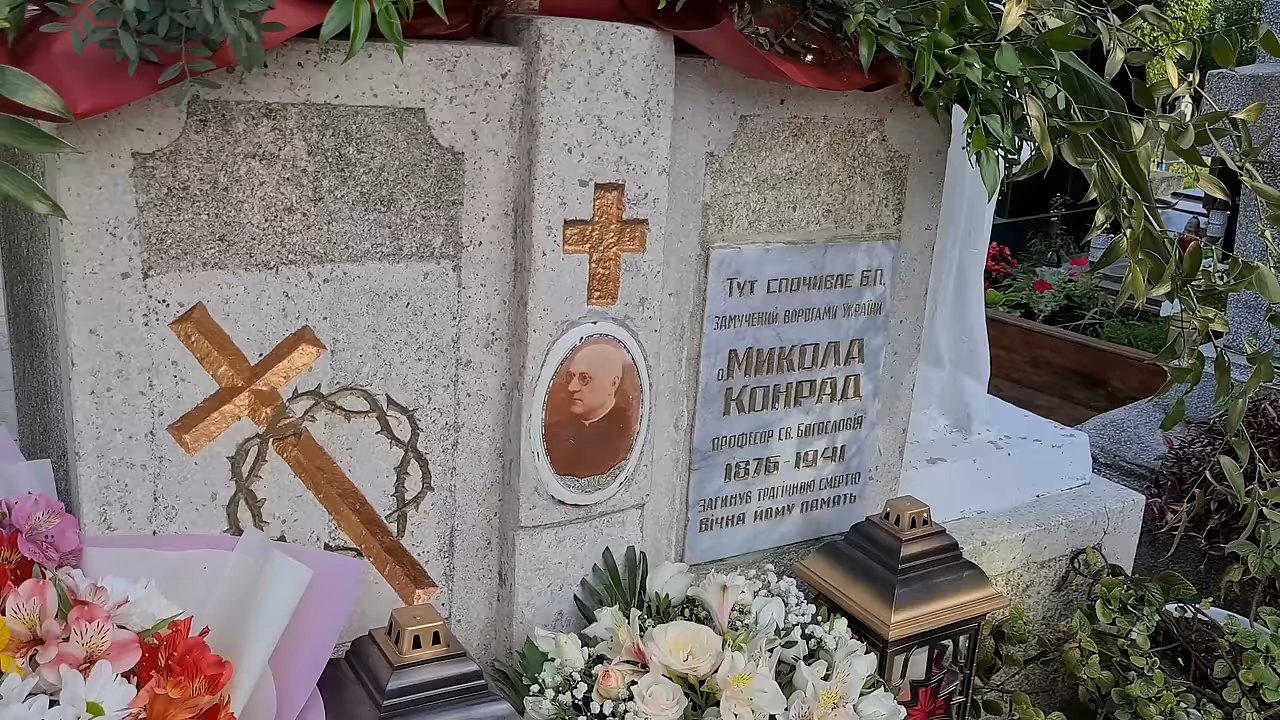 Тут спочиває Б.П.
замучений ворогами України
о. МИКОЛА
КОНРАД
професор св. Богословія
1876-1941
загинув трагічною смертю
вічна йому память